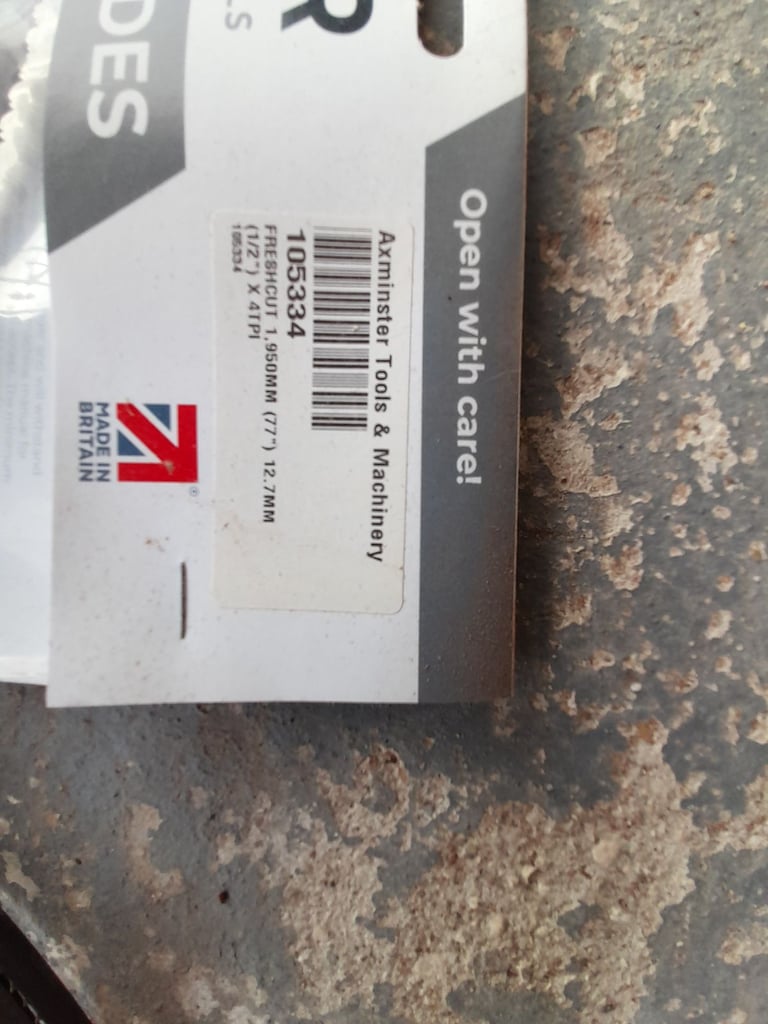 Open with care!
Axminster Tools & Machinery
105334
FRESHCUT 1,950MM (77") 12.7MM
(1/2") X 4TPI
105334
MADE IN
BRITAIN
®
R
LS
DES